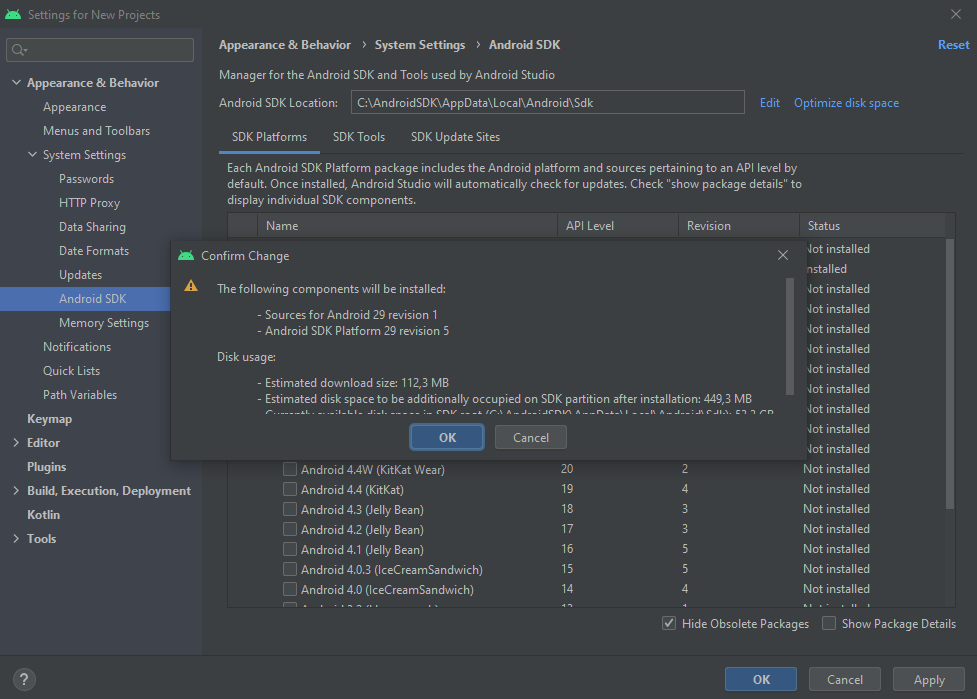 Settings for New Projects
Appearance & Behavior
Appearance
Menus and Toolbars
System Settings
Passwords
HTTP Proxy
Data Sharing
Date Formats
Updates
Android SDK
Memory Settings
Notifications
Quick Lists
Path Variables
Keymap
Editor
Plugins
Build, Execution, Deployment
Kotlin
Tools
Appearance & Behavior › System Settings › Android SDK
Reset
Manager for the Android SDK and Tools used by Android Studio
Android SDK Location: C:\AndroidSDK\AppData\Local\Android\Sdk Edit Optimize disk space
SDK Platforms SDK Tools SDK Update Sites
Each Android SDK Platform package includes the Android platform and sources pertaining to an API level by
default. Once installed, Android Studio will automatically check for updates. Check "show package details" to
display individual SDK components.
Name API Level Revision Status
Not installed
Installed
Not installed
Not installed
Not installed
Not installed
Not installed
Not installed
Not installed
Not installed
Not installed
Confirm Change
The following components will be installed:
- Sources for Android 29 revision 1
- Android SDK Platform 29 revision 5
Disk usage:
- Estimated download size: 112,3 MB
- Estimated disk space to be additionally occupied on SDK partition after installation: 449,3 MB
- Currently available disk space in SDK root (C:\AndroidSDK\AppData\Local\Android\Sdk):
OK Cancel
Android 4.4W (KitKat Wear) 20 2 Not installed
Android 4.4 (KitKat) 19 4 Not installed
Android 4.3 (Jelly Bean) 18 3 Not installed
Android 4.2 (Jelly Bean) 17 3 Not installed
Android 4.1 (Jelly Bean) 16 5 Not installed
Android 4.0.3 (IceCreamSandwich) 15 5 Not installed
Android 4.0 (IceCreamSandwich) 14 4 Not installed
Hide Obsolete Packages Show Package Details
?
OK Cancel Apply